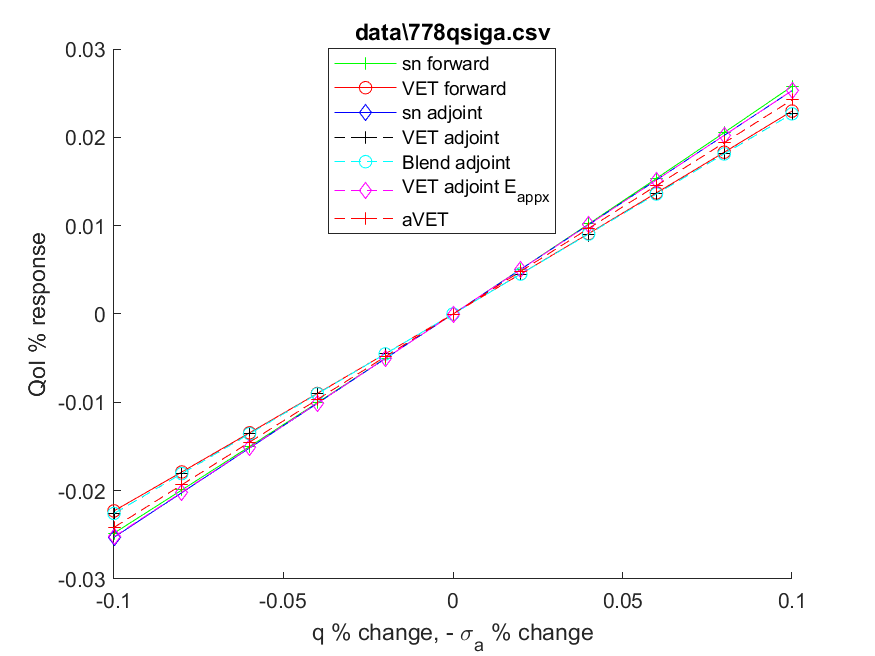 data\778qsiga.csv
sn forward
VET forward
sn adjoint
VET adjoint
Blend adjoint
VET adjoint E_appx
aVET
QoI % response
0.03
0.02
0.01
0
-0.01
-0.02
-0.03
-0.1
-0.05
0
0.05
0.1
q % change, - σ_a % change